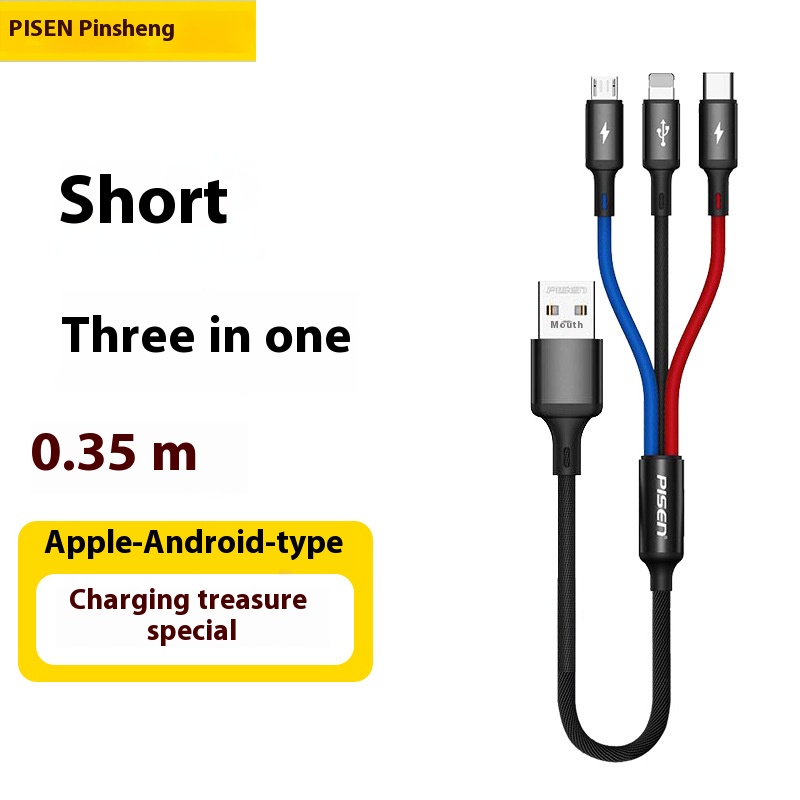 PISEN Pinsheng
Short
Three in one
0.35 m
Apple-Android-type
Charging treasure
special
PISEN
Mouth
PISEN